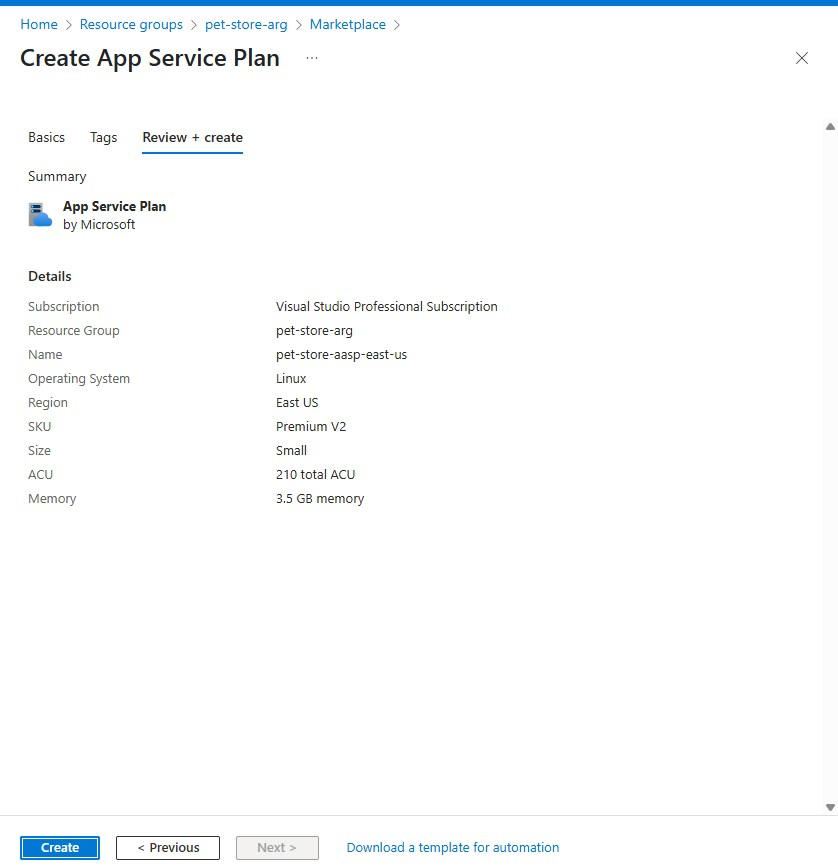 Home > Resource groups > pet-store-arg > Marketplace >
Create App Service Plan ...
Basics Tags Review + create
Summary
App Service Plan
by Microsoft
Details
Subscription Visual Studio Professional Subscription
Resource Group pet-store-arg
Name pet-store-aasp-east-us
Operating System Linux
Region East US
SKU Premium V2
Size Small
ACU 210 total ACU
Memory 3.5 GB memory
Create < Previous Next > Download a template for automation